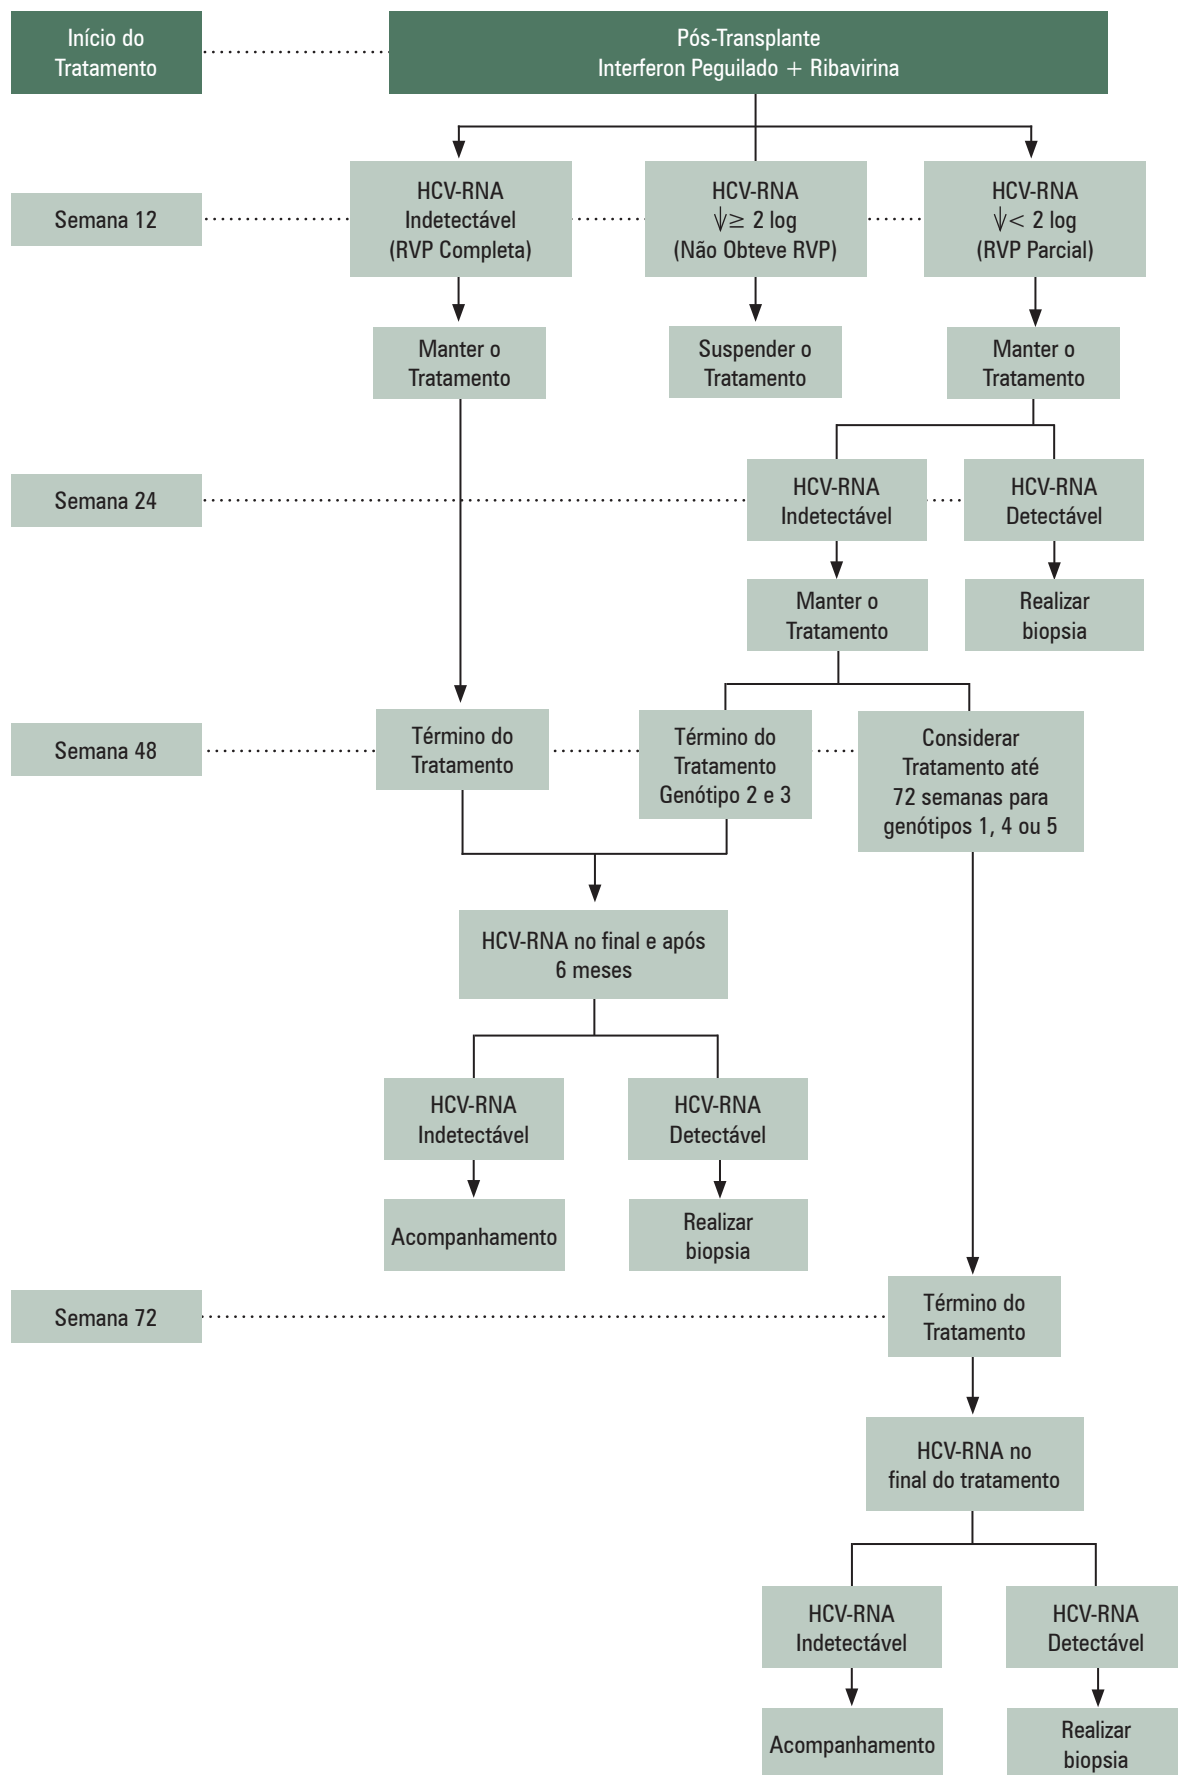 Início do
Tratamento
Pós-Transplante
Interferon Peguilado + Ribavirina
Semana 12
HCV-RNA
Indetectável
(RVP Completa)
HCV-RNA
↓≥ 2 log
(Não Obteve RVP)
HCV-RNA
↓< 2 log
(RVP Parcial)
Manter o
Tratamento
Suspender o
Tratamento
Manter o
Tratamento
Semana 24
HCV-RNA
Indetectável
HCV-RNA
Detectável
Manter o
Tratamento
Realizar
biopsia
Semana 48
Término do
Tratamento
Término do
Tratamento
Genótipo 2 e 3
Considerar
Tratamento até
72 semanas para
genótipos 1, 4 ou 5
HCV-RNA no final e após
6 meses
HCV-RNA
Indetectável
HCV-RNA
Detectável
Acompanhamento
Realizar
biopsia
Semana 72
Término do
Tratamento
HCV-RNA no
final do tratamento
HCV-RNA
Indetectável
HCV-RNA
Detectável
Acompanhamento
Realizar
biopsia